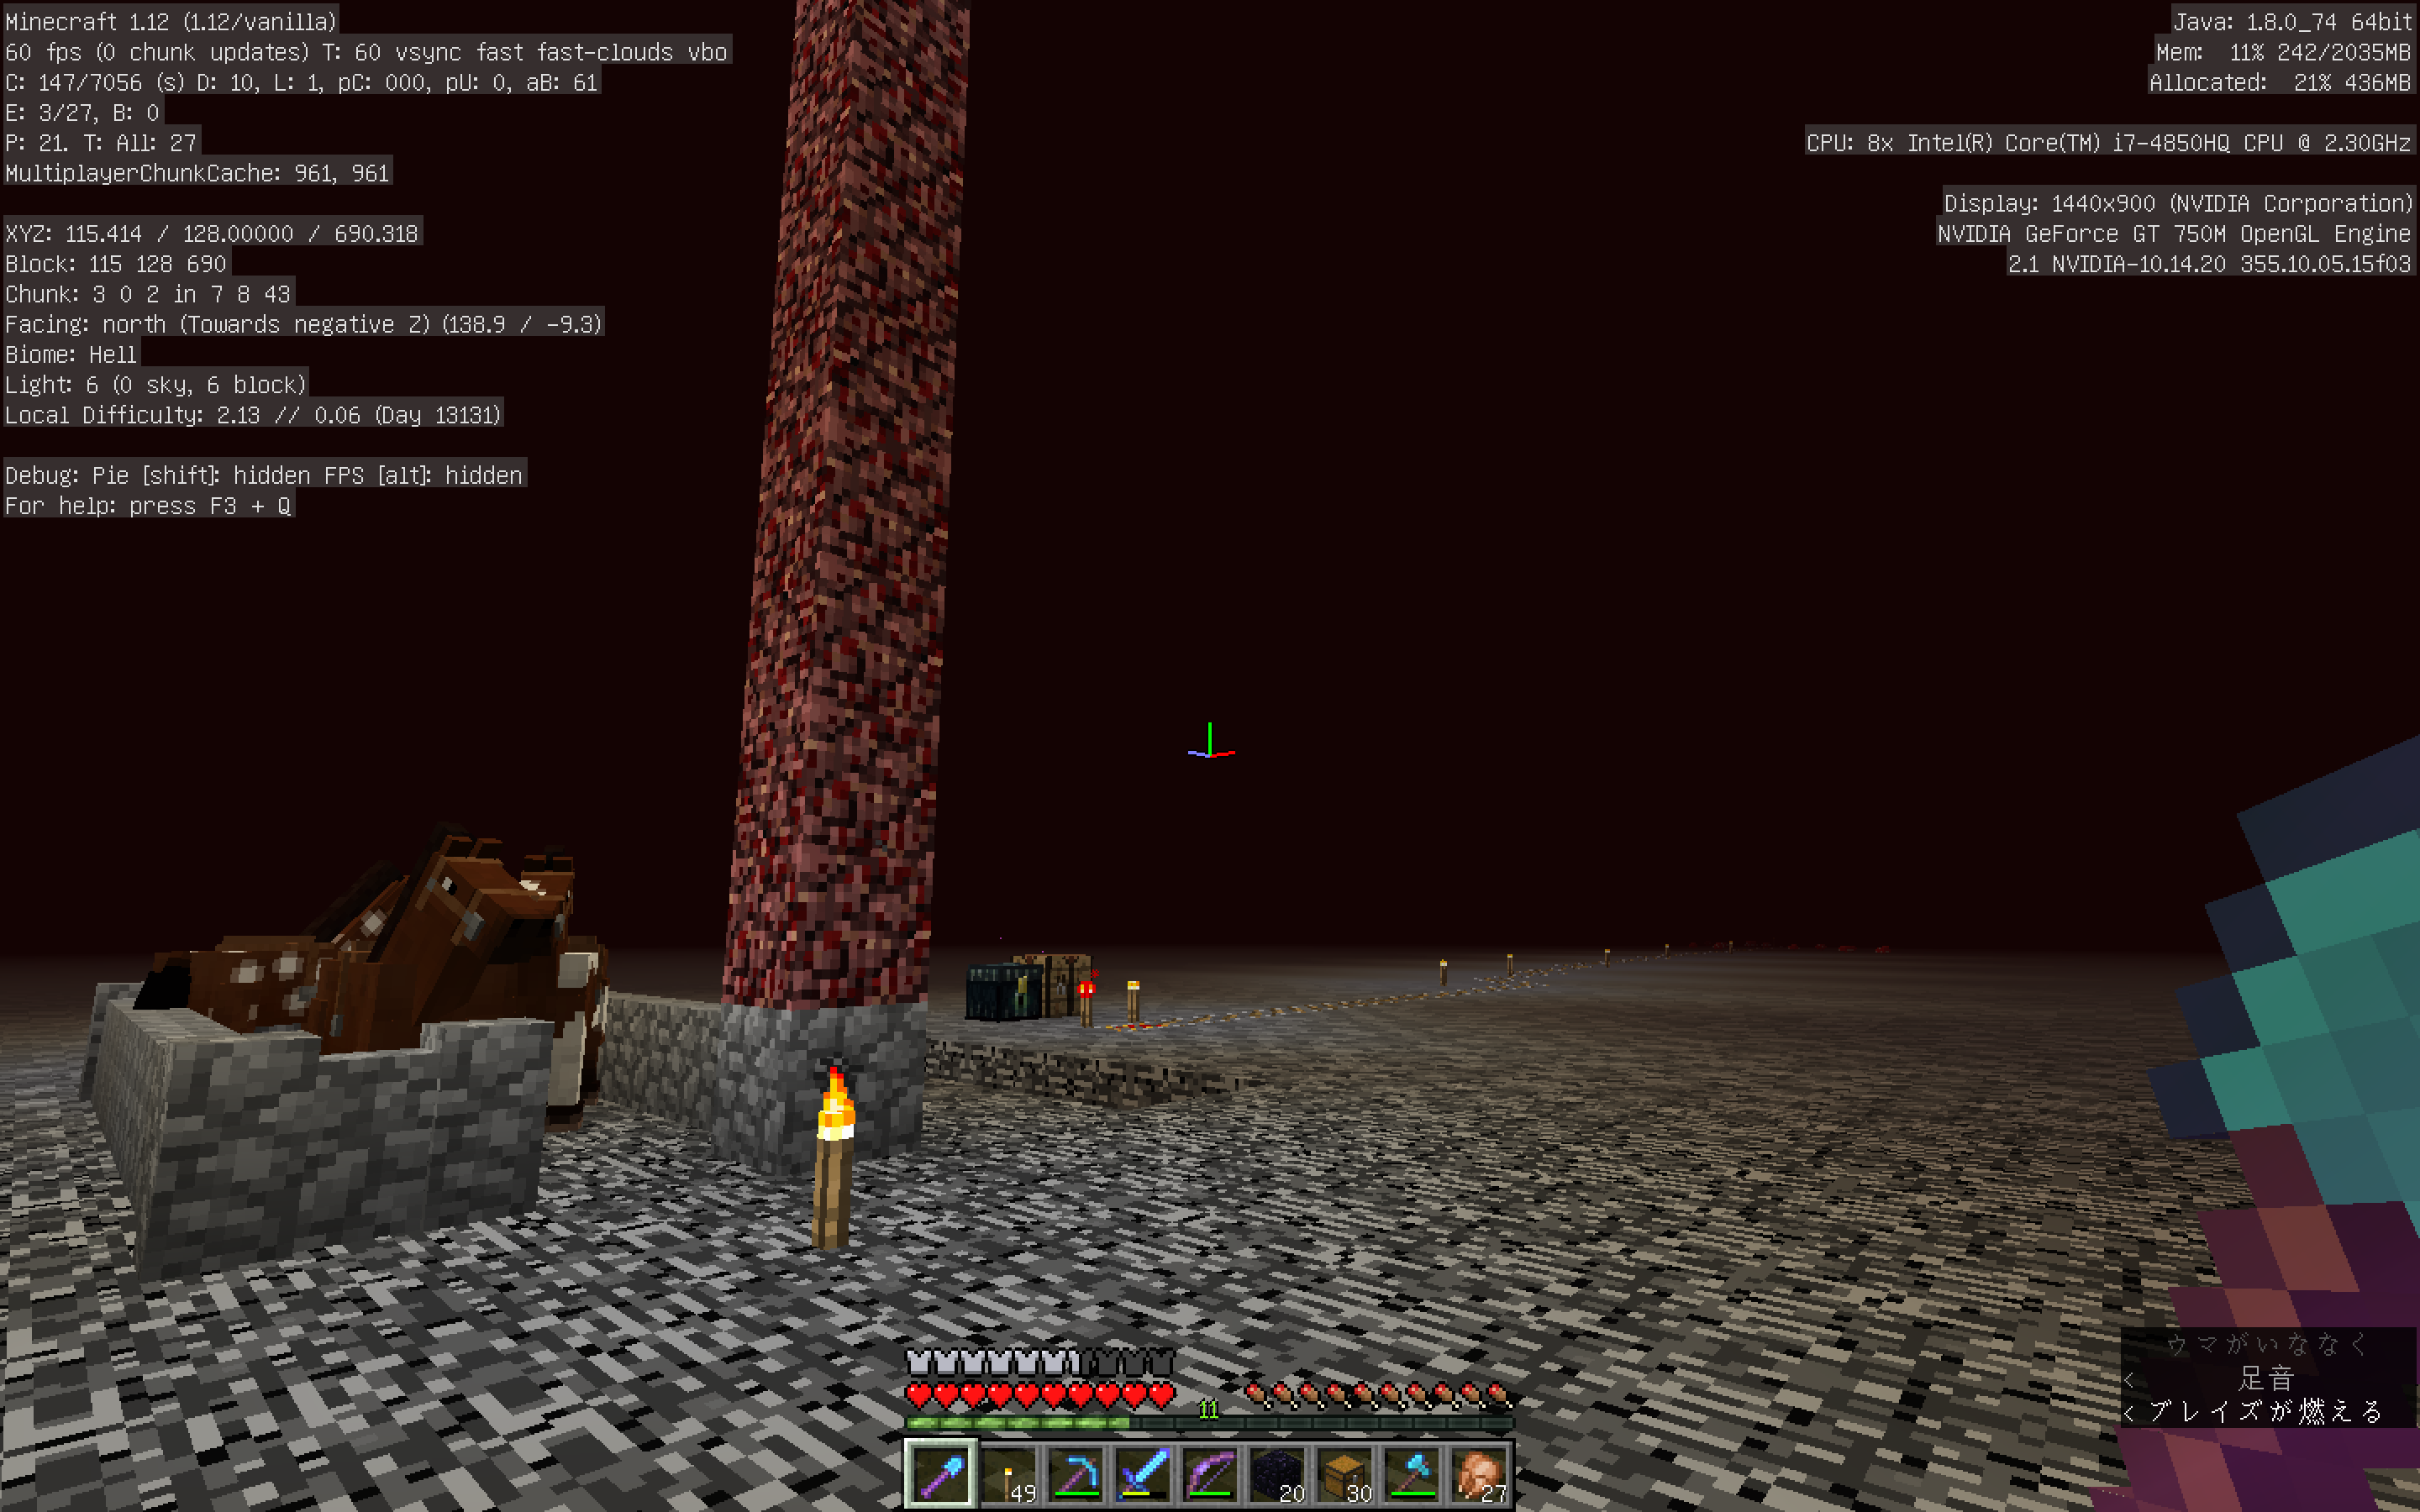 Minecraft 1.12 (1.12/vanilla)
60 fps (0 chunk updates) T: 60 vsync fast fast-clouds vbo
C: 147/7056 (s) D: 10, L: 1, pC: 000, pU: 0, aB: 61
E: 3/27, B: 0
P: 21. T: All: 27
MultiplayerChunkCache: 961, 961
XYZ: 115.414 / 128.00000 / 690.318
Block: 115 128 690
Chunk: 3 0 2 in 7 8 43
Facing: north (Towards negative Z) (138.9 / -9.3)
Biome: Hell
Light: 6 (0 sky, 6 block)
Local Difficulty: 2.13 // 0.06 (Day 13131)
Debug: Pie [shift]: hidden FPS [alt]: hidden
For help: press F3 + Q
Java: 1.8.0_74 64bit
Mem: 11% 242/2035MB
Allocated: 21% 436MB
CPU: 8x Intel(R) Core(TM) i7-4850HQ CPU @ 2.30GHz
Display: 1440x900 (NVIDIA Corporation)
NVIDIA GeForce GT 750M OpenGL Engine
2.1 NVIDIA-10.14.20 355.10.05.15f03
ウマがいななく
< 足音
< ブレイズが燃える
11
49 20 30 27